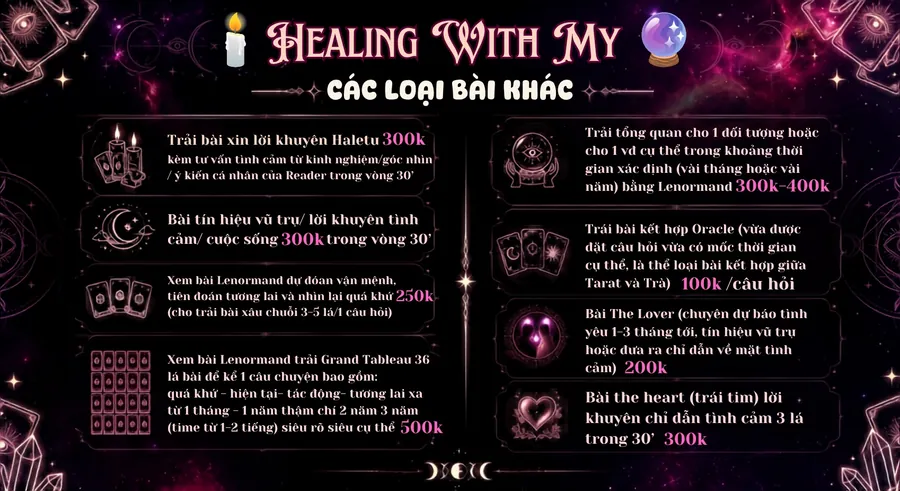 HEALING WITH MY
CÁC LOẠI BÀI KHÁC
Trải bài xin lời khuyên Haletu 300k
kèm tư vấn tình cảm từ kinh nghiệm/góc nhìn
/ ý kiến cá nhân của Reader trong vòng 30'
Bài tín hiệu vũ trụ/ lời khuyên tình
cảm/ cuộc sống 300k trong vòng 30'
Xem bài Lenormand dự đóan vận mệnh,
tiên đoán tương lai và nhìn lại quá khứ 250k
(cho trải bài xâu chuỗi 3-5 lá/1 câu hỏi)
Xem bài Lenormand trải Grand Tableau 36
lá bài để kể 1 câu chuyện bao gồm:
quá khứ - hiện tại- tác động- tương lai xa
từ 1 tháng - 1 năm thậm chí 2 năm 3 năm
(time từ 1-2 tiếng) siêu rõ siêu cụ thể 500k
Trải tổng quan cho 1 đối tượng hoặc
cho 1 vđ cụ thể trong khoảng thời
gian xác định (vài tháng hoặc vài
năm) bằng Lenormand 300k-400k
Trải bài kết hợp Oracle (vừa được
đặt câu hỏi vừa có mốc thời gian
cụ thể, là thể loại bài kết hợp giữa
Tarat và Trà) 100k /câu hỏi
Bài The Lover (chuyên dự báo tình
yêu 1-3 tháng tới, tín hiệu vũ trụ
hoặc đưa ra chỉ dẫn về mặt tình
cảm) 200k
Bài the heart (trái tim) lời
khuyên chỉ dẫn tình cảm 3 lá
trong 30' 300k